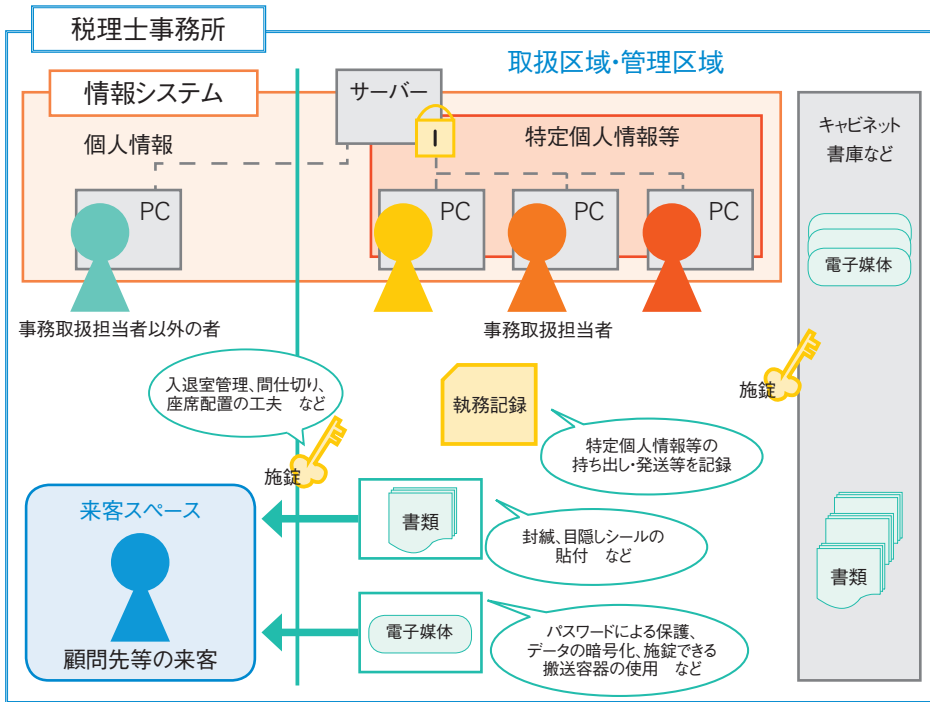 税理士事務所
取扱区域・管理区域
情報システム
サーバー
個人情報
特定個人情報等
キャビネット
書庫など
PC
PC
PC
PC
電子媒体
事務取扱担当者以外の者
事務取扱担当者
入退室管理、間仕切り、
座席配置の工夫 など
執務記録
施錠
特定個人情報等の
持ち出し・発送等を記録
施錠
来客スペース
書類
封緘、目隠しシールの
貼付 など
書類
電子媒体
パスワードによる保護、
データの暗号化、施錠できる
搬送容器の使用 など
顧問先等の来客